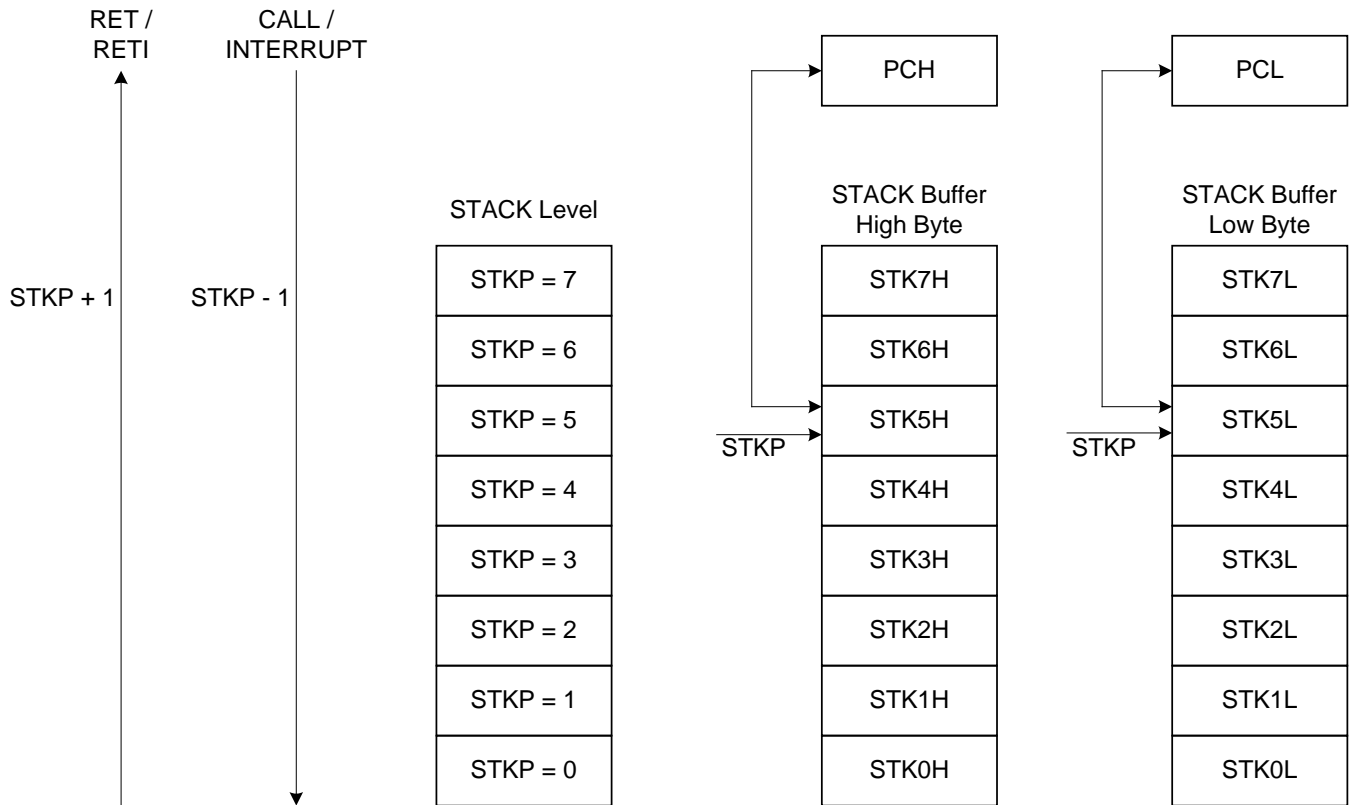 RET /
RETI
CALL /
INTERRUPT
PCH
PCL
STACK Level
STACK Buffer
High Byte
STACK Buffer
Low Byte
STKP + 1
STKP - 1
STKP = 7
STK7H
STK7L
STKP = 6
STK6H
STK6L
STKP = 5
STK5H
STK5L
STKP
STKP
STKP = 4
STK4H
STK4L
STKP = 3
STK3H
STK3L
STKP = 2
STK2H
STK2L
STKP = 1
STK1H
STK1L
STKP = 0
STK0H
STK0L